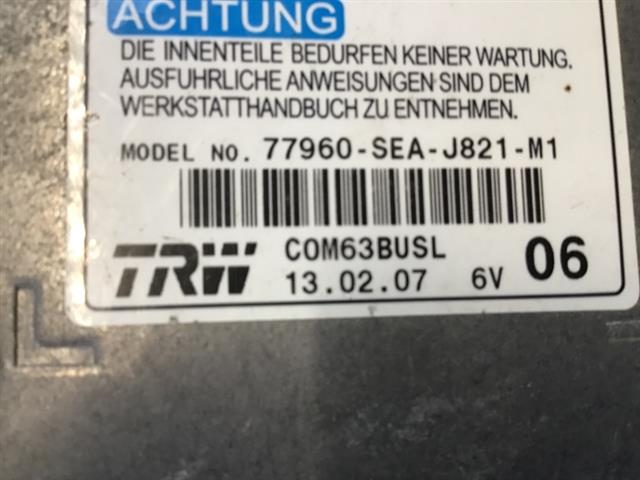 ACHTUNG
DIE INNENTEILE BEDURFEN KEINER WARTUNG.
AUSFUHRLICHE ANWEISUNGEN SIND DEM
WERKSTATTHANDBUCH ZU ENTNEHMEN.
MODEL NO. 77960-SEA-J821-M1
TRW COM63BUSL 06
13.02.07 6V